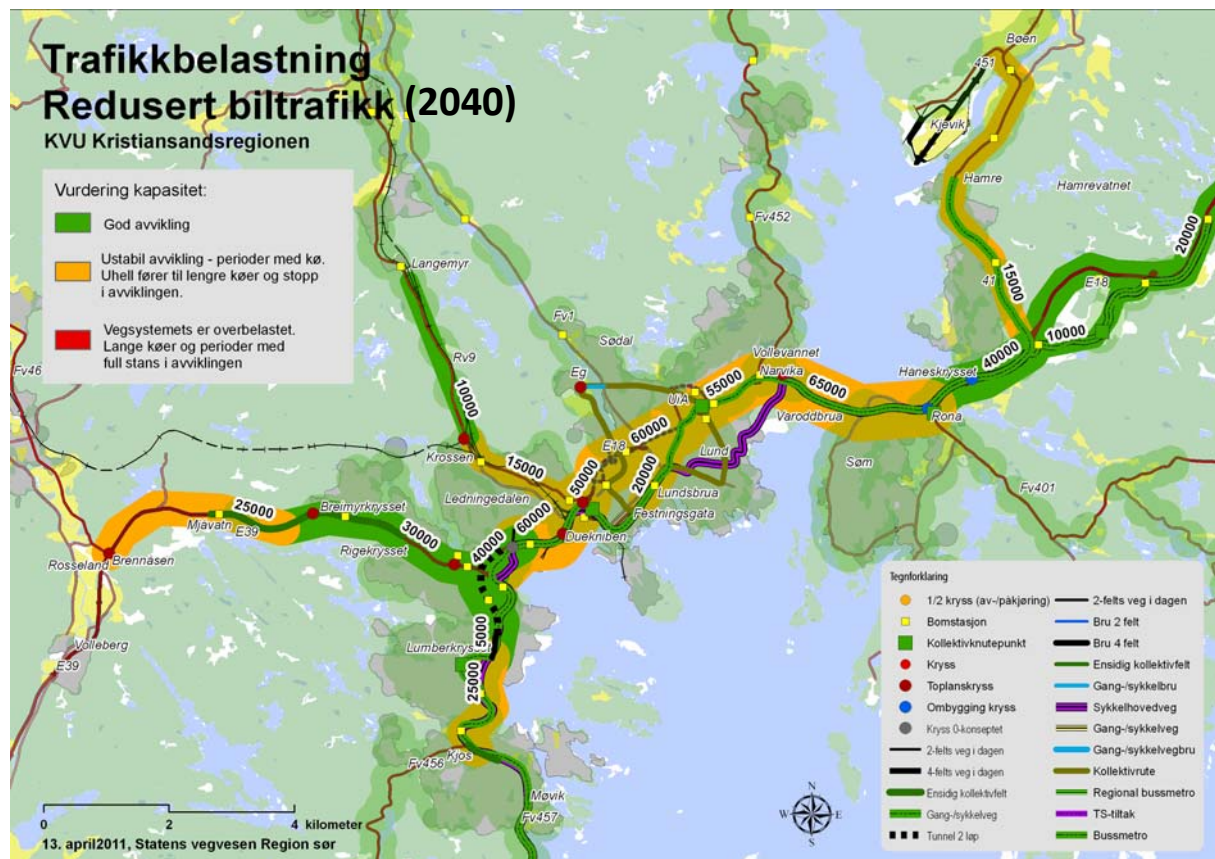 Trafikkbelastning
Redusert biltrafikk (2040)
KVU Kristiansandsregionen
Vurdering kapasitet:
God avvikling
Ustabil avvikling - perioder med kø.
Uhell fører til lengre køer og stopp
i avviklingen.
Vegsystemets er overbelastet.
Lange køer og perioder med
full stans i avviklingen
Bøen
451
Kjevik
Hamre
Hamrevatnet
20000
Fv452
Langemyr
15000
41
E18
Fv1
Sødal
10000
Vollevannet
Håneskrysset
40000
Fv46
Rv9
Eg
Narvika
55000
65000
UiA
Varoddbrua
Rona
10000
E18
60000
Lund
Krossen
15000
Søm
50000
20000
Lundsbrua
Fv401
Ledningedalen
Festningsgata
25000
Breimyrkrysset
Mjåvatn
E39
60000
Duekniben
30000
40000
Rigekrysset
Rosseland
Brennåsen
Volleberg
E39
5000
Lumberkrysset
25000
Kjos
Fv456
Møvik
Fv457
0 2 4 kilometer
13. april2011, Statens vegvesen Region sør
N
W E
S
Tegnforklaring
1/2 kryss (av-/påkjøring)
Bomstasjon
Kollektivknutepunkt
Kryss
Toplanskryss
Ombygging kryss
Kryss 0-konseptet
2-felts veg i dagen
4-felts veg i dagen
Ensidig kollektivfelt
Gang-/sykkelveg
Tunnel 2 løp
2-felts veg i dagen
Bru 2 felt
Bru 4 felt
Ensidig kollektivfelt
Gang-/sykkelbru
Sykkelhovedveg
Gang-/sykkelveg
Gang-/sykkelvegbru
Kollektivrute
Regional bussmetro
TS-tiltak
Bussmetro